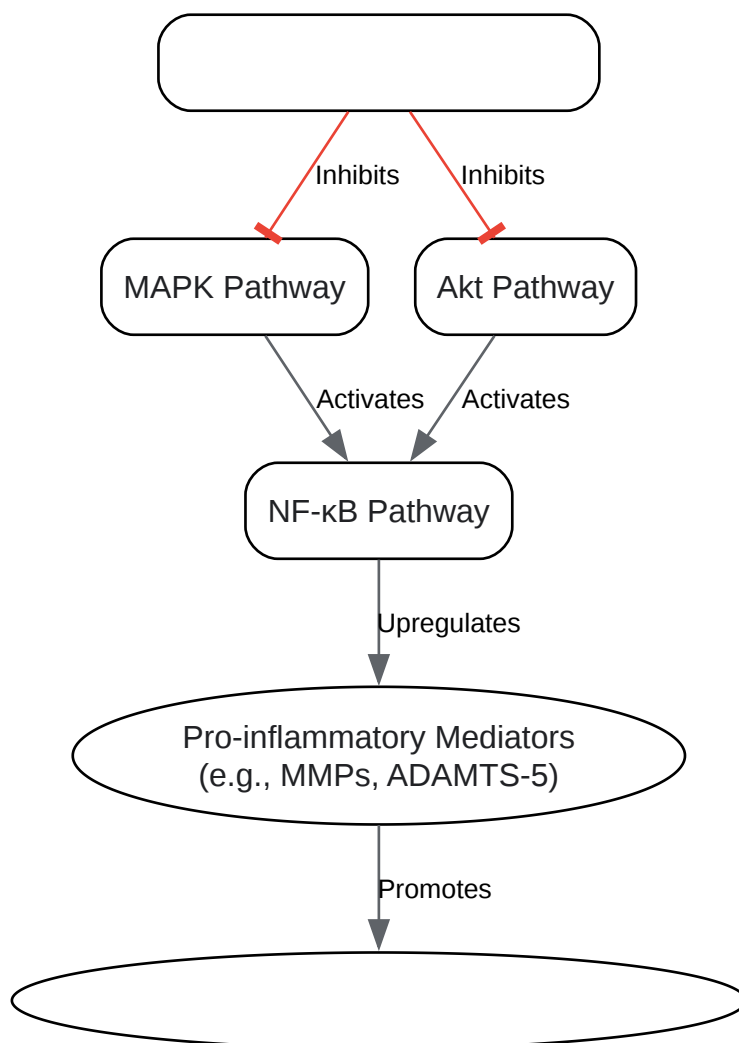 Inhibits
Inhibits
MAPK Pathway
Akt Pathway
Activates
Activates
NF-κB Pathway
Upregulates
Pro-inflammatory Mediators
(e.g., MMPs, ADAMTS-5)
Promotes